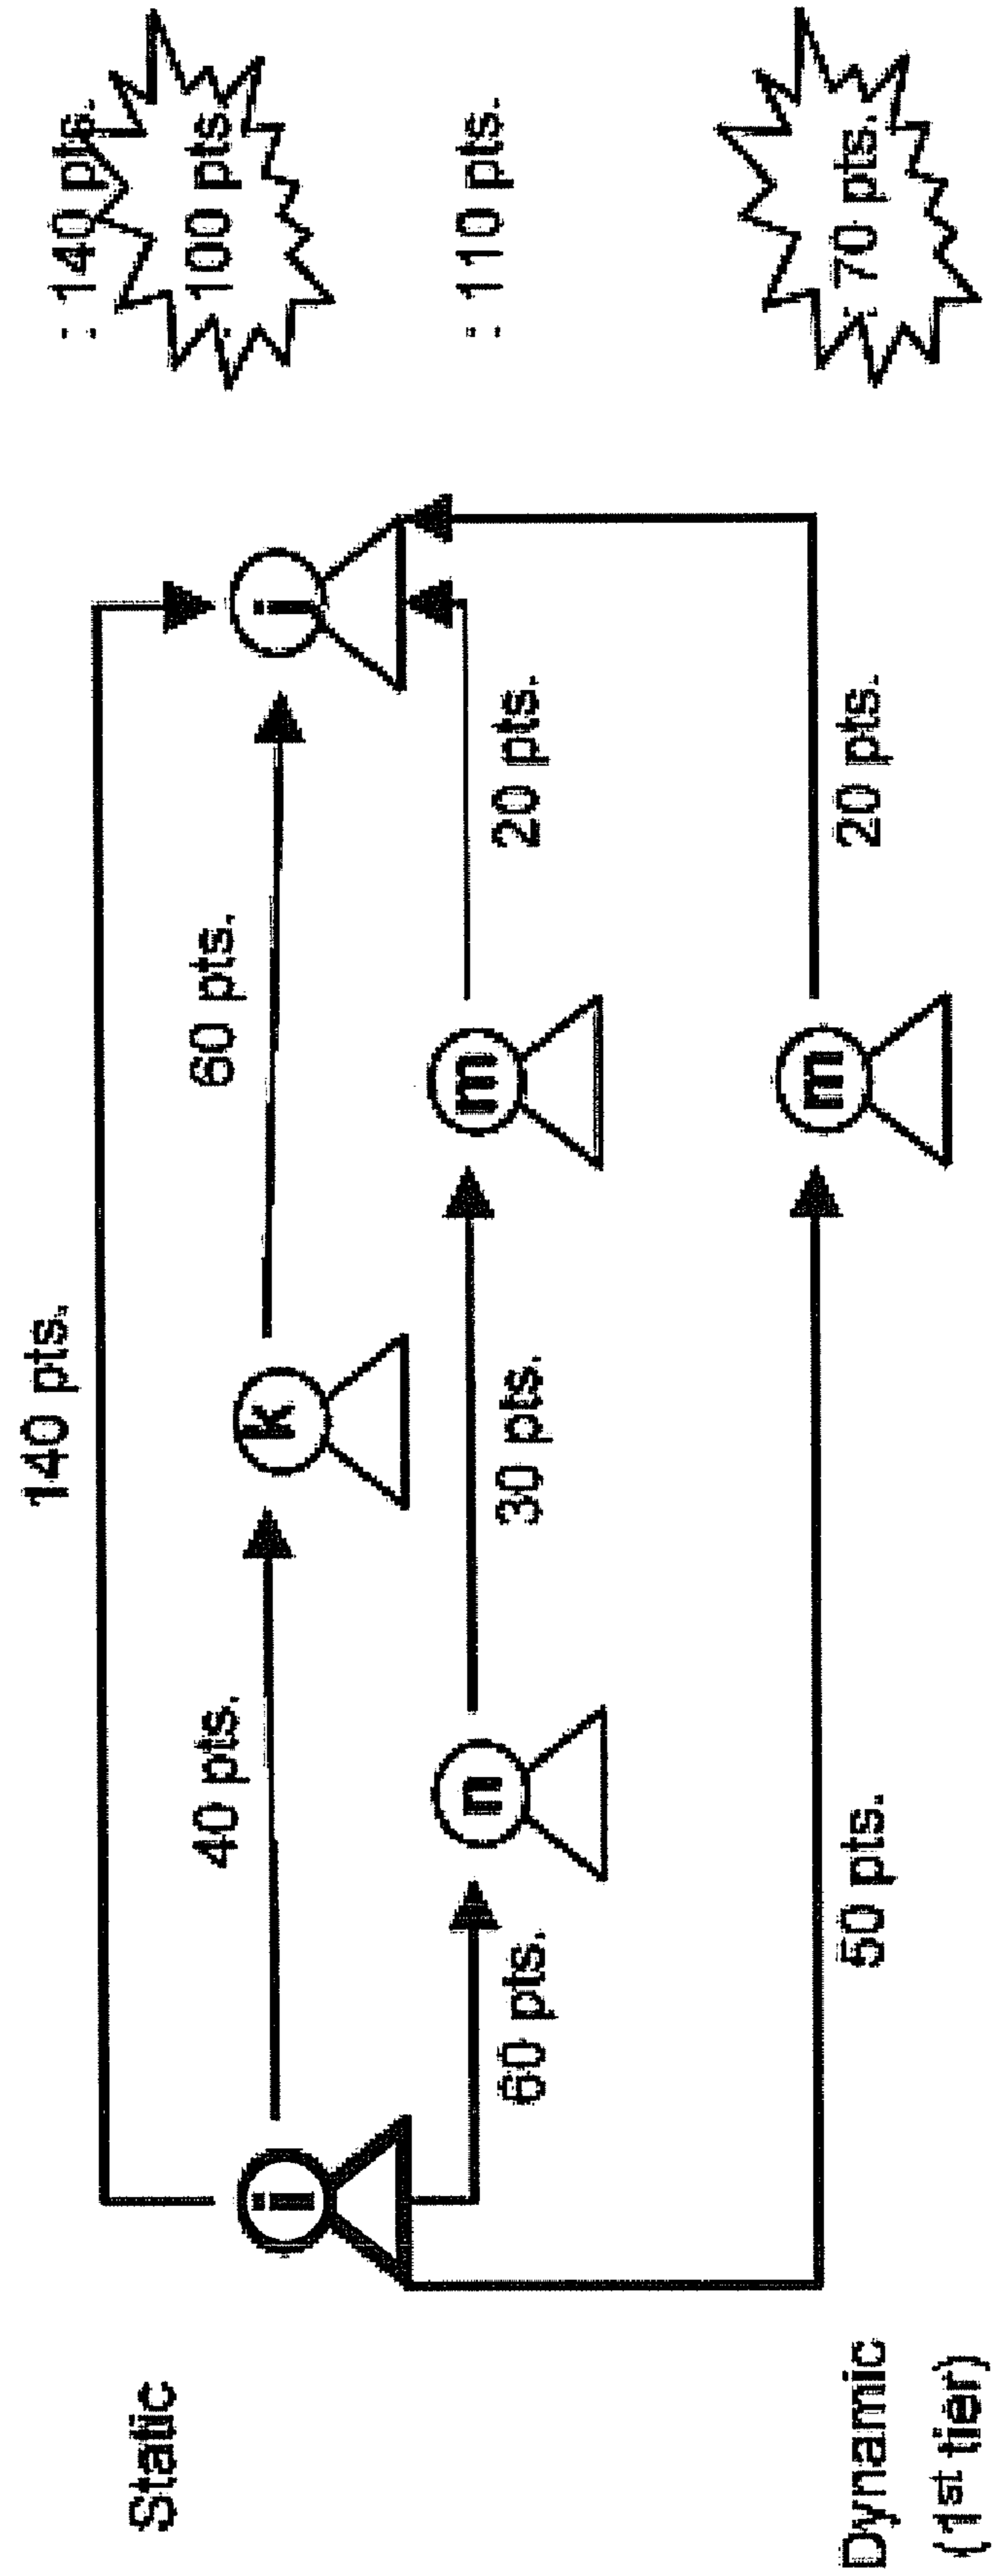 140 pts.
: 140 pts.
Static
40 pts.
60 pts.
: 100 pts.
i
k
j
60 pts.
30 pts.
20 pts.
: 110 pts.
n
m
m
Dynamic
(1st tier)
50 pts.
20 pts.
: 70 pts.